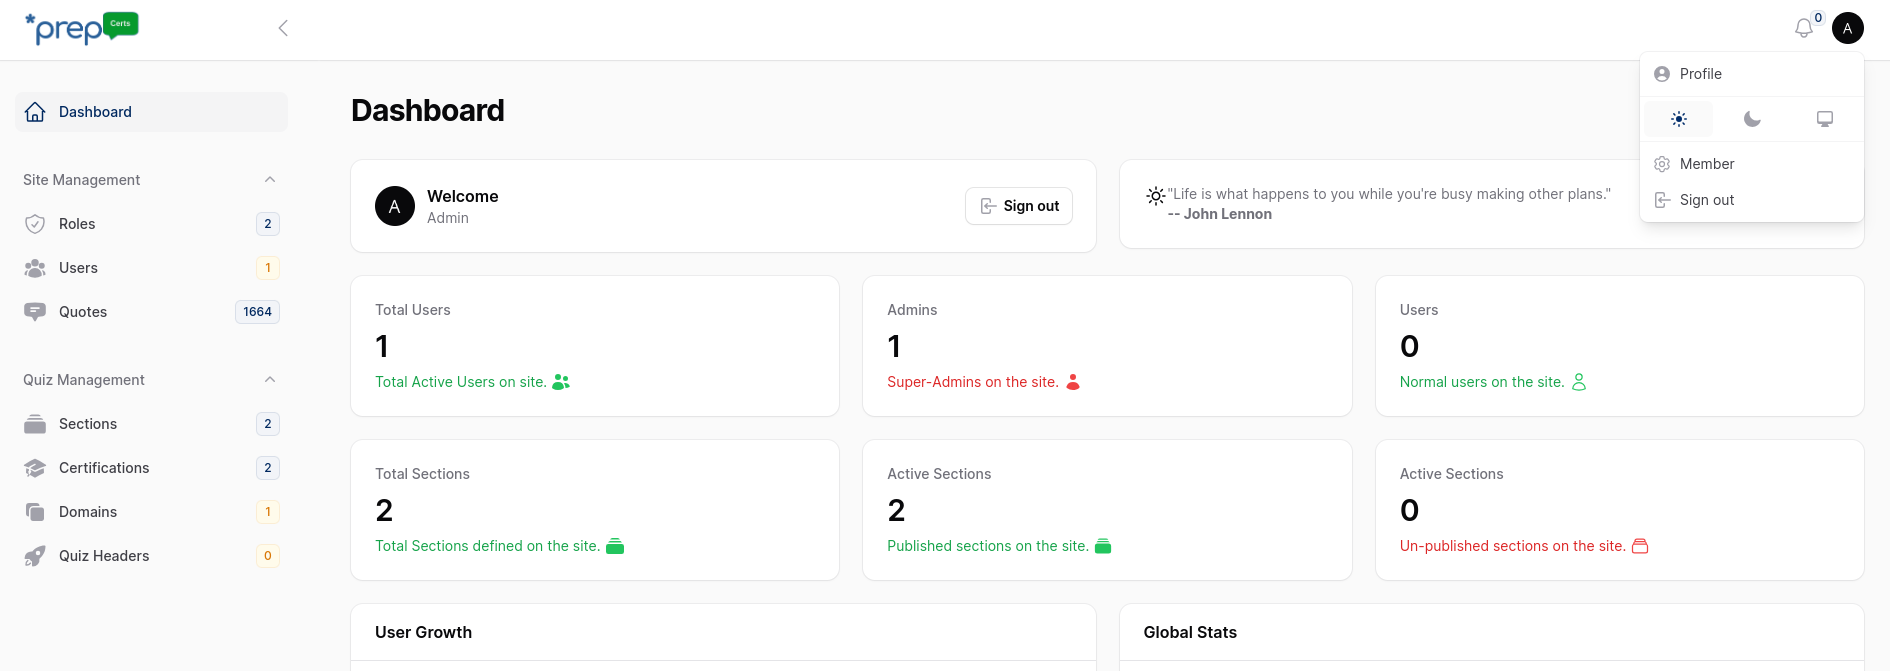 *prep Certs
0
A
Profile
Member
Sign out
Dashboard
Site Management
Roles 2
Users 1
Quotes 1664
Quiz Management
Sections 2
Certifications 2
Domains 1
Quiz Headers 0
Dashboard
A
Welcome
Admin
Sign out
"Life is what happens to you while you're busy making other plans."
-- John Lennon
Total Users
1
Total Active Users on site.
Admins
1
Super-Admins on the site.
Users
0
Normal users on the site.
Total Sections
2
Total Sections defined on the site.
Active Sections
2
Published sections on the site.
Active Sections
0
Un-published sections on the site.
User Growth
Global Stats